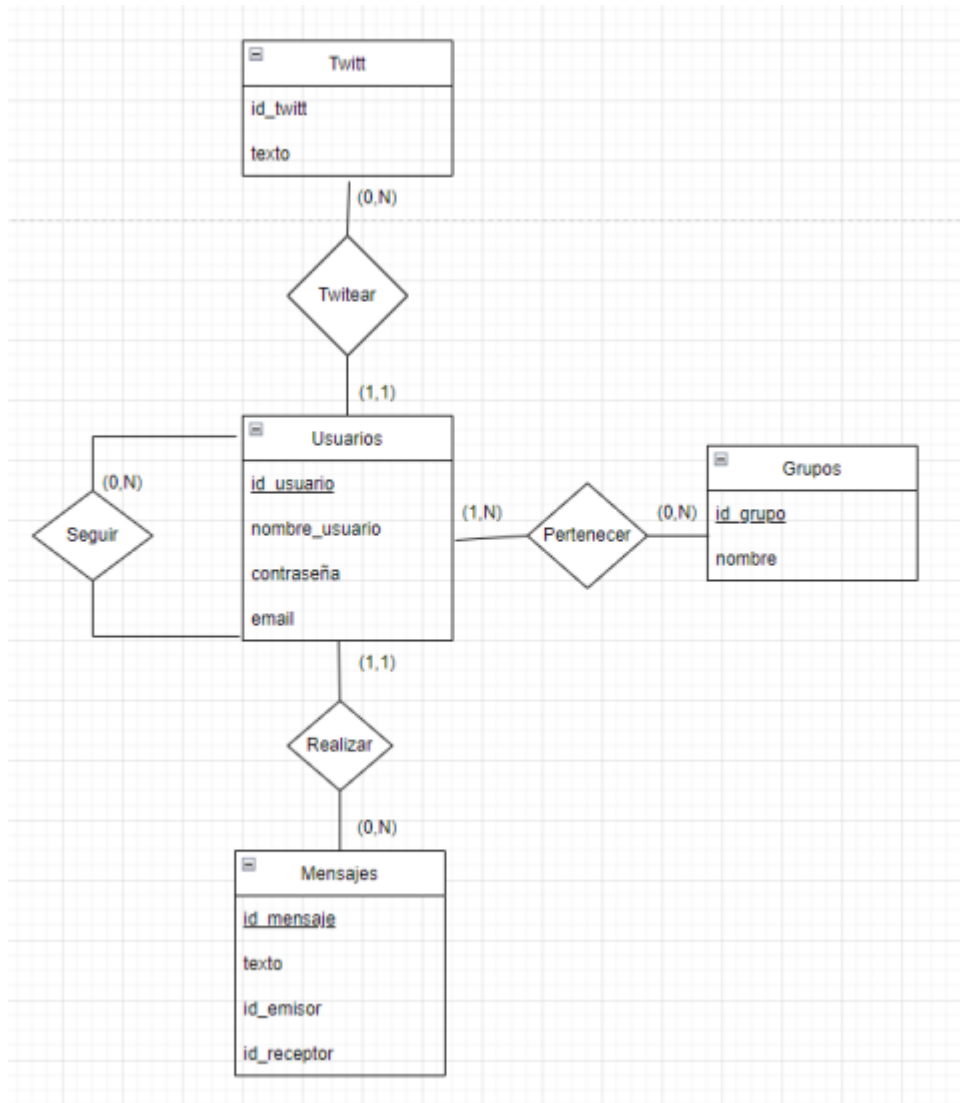 Twitt
id_twitt
texto
(0,N)
Twitear
(1,1)
Usuarios
id_usuario
nombre_usuario
contraseña
email
(0,N)
Seguir
(1,N)
Pertenecer
(0,N)
Grupos
id_grupo
nombre
(1,1)
Realizar
(0,N)
Mensajes
id_mensaje
texto
id_emisor
id_receptor